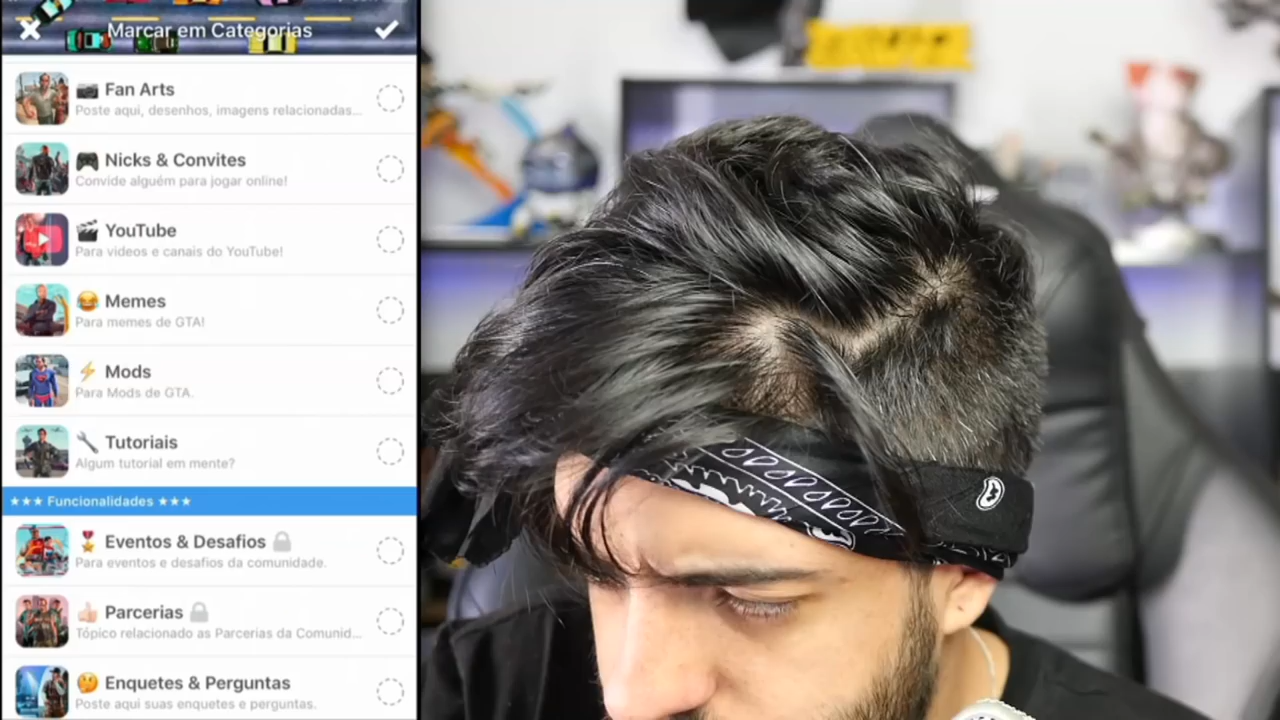 Marcar em Categorias
Fan Arts
Poste aqui, desenhos, imagens relacionadas...
Nicks & Convites
Convide alguém para jogar online!
YouTube
Para videos e canais do YouTube!
Memes
Para memes de GTA!
Mods
Para Mods de GTA.
Tutoriais
Algum tutorial em mente?
★★★ Funcionalidades ★★★
Eventos & Desafios
Para eventos e desafios da comunidade.
Parcerias
Tópico relacionado as Parcerias da Comunid...
Enquetes & Perguntas
Poste aqui suas enquetes e perguntas.